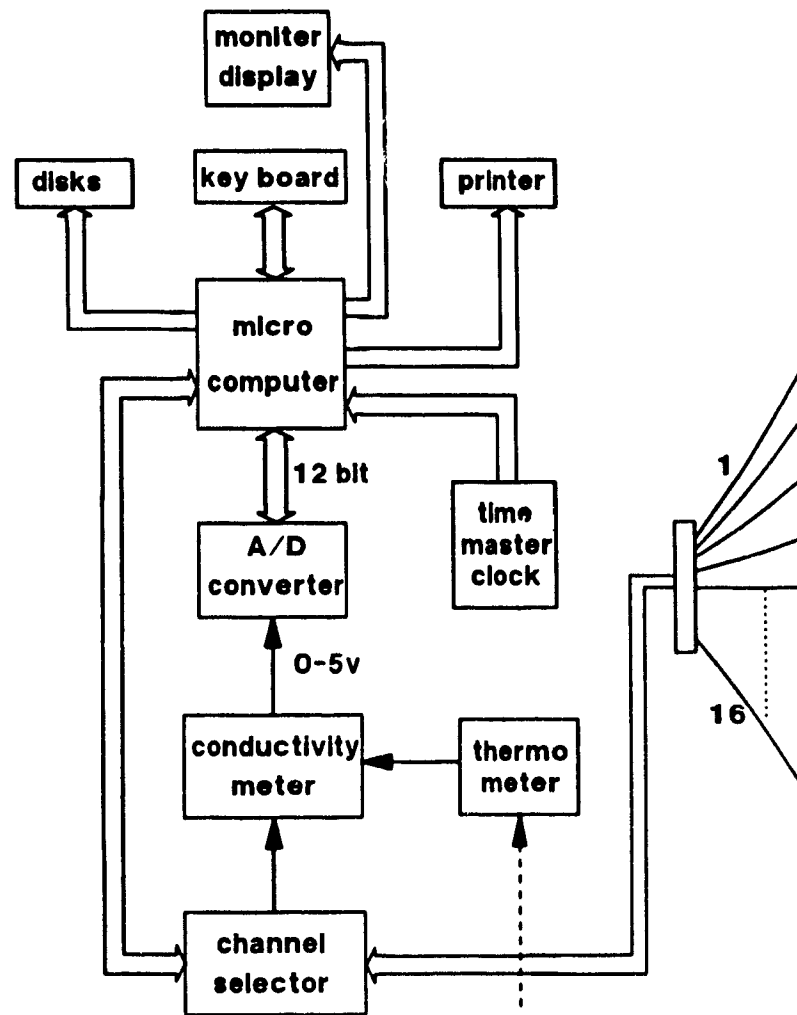 moniter
display
disks
key board
printer
micro
computer
12 bit
time
master
clock
1
A/D
converter
0-5v
16
conductivity
meter
thermo
meter
channel
selector